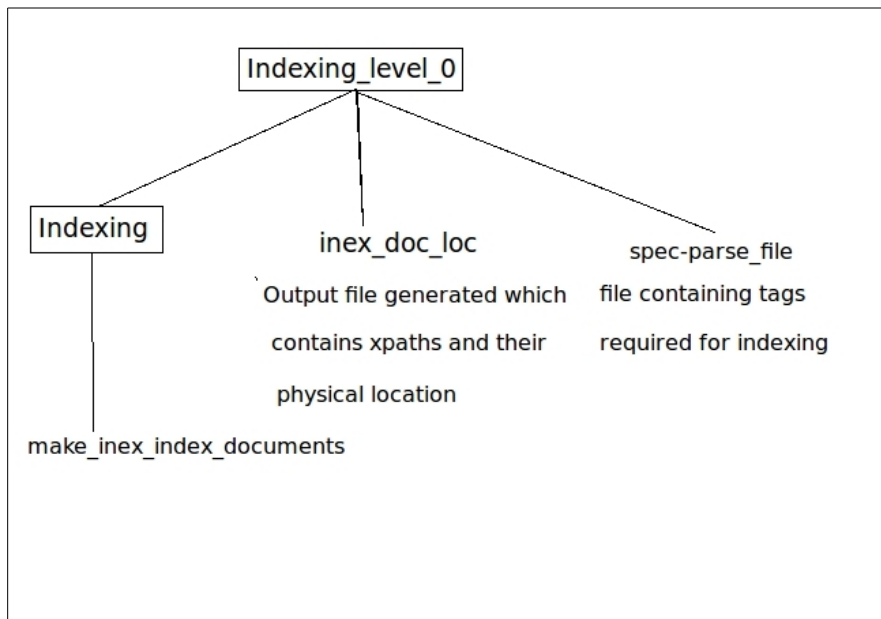 Indexing_level_0
Indexing
inex_doc_loc
Output file generated which
contains xpaths and their
physical location
spec-parse_file
file containing tags
required for indexing
make_inex_index_documents